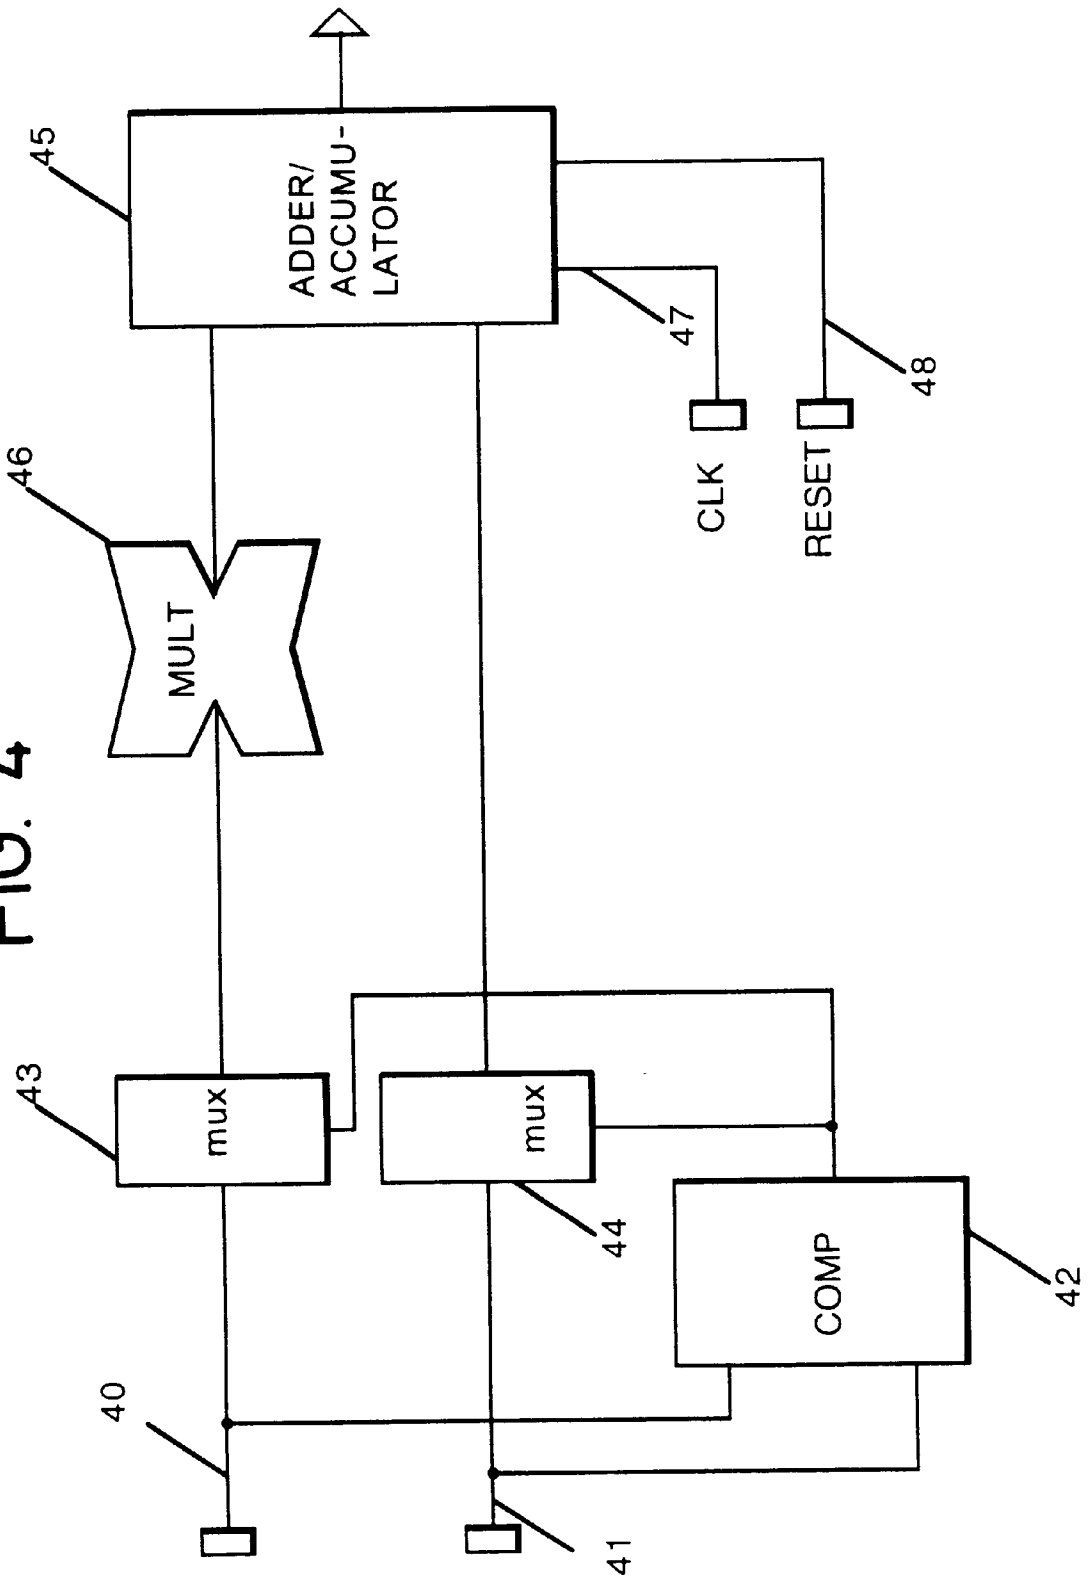 FIG. 4
40
41
42
COMP
43
mux
44
mux
46
MULT
45
ADDER/
ACCUMU-
LATOR
47
CLK
48
RESET